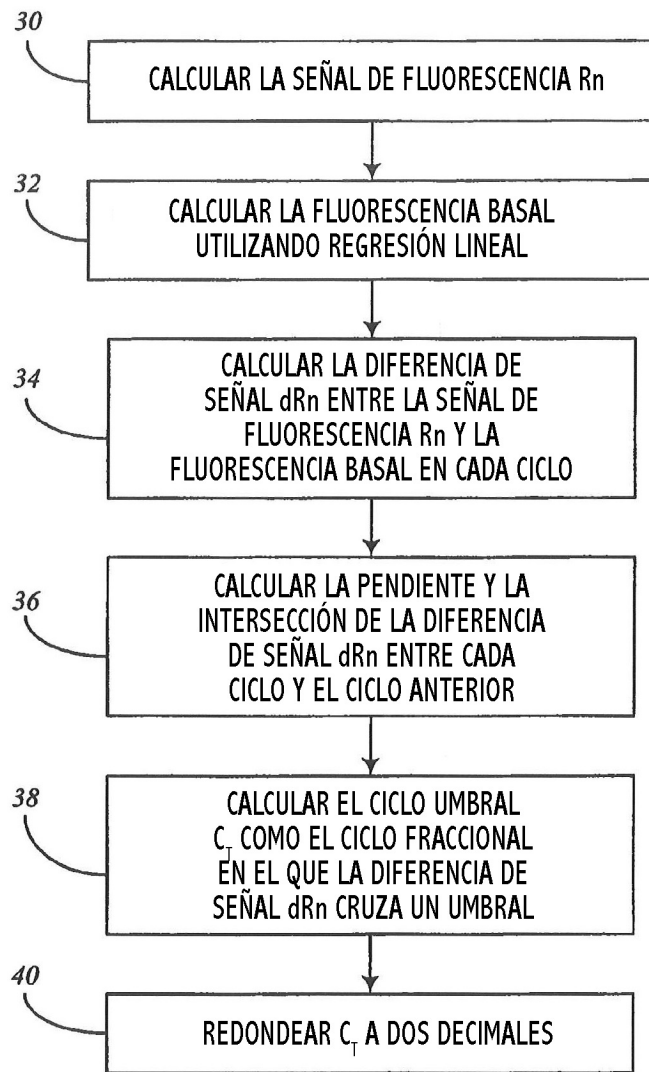 30
CALCULAR LA SEÑAL DE FLUORESCENCIA Rn
32
CALCULAR LA FLUORESCENCIA BASAL
UTILIZANDO REGRESIÓN LINEAL
34
CALCULAR LA DIFERENCIA DE
SEÑAL dRn ENTRE LA SEÑAL DE
FLUORESCENCIA Rn Y LA
FLUORESCENCIA BASAL EN CADA CICLO
36
CALCULAR LA PENDIENTE Y LA
INTERSECCIÓN DE LA DIFERENCIA
DE SEÑAL dRn ENTRE CADA
CICLO Y EL CICLO ANTERIOR
38
CALCULAR EL CICLO UMBRAL
C_T COMO EL CICLO FRACCIONAL
EN EL QUE LA DIFERENCIA DE
SEÑAL dRn CRUZA UN UMBRAL
40
REDONDEAR C_T A DOS DECIMALES